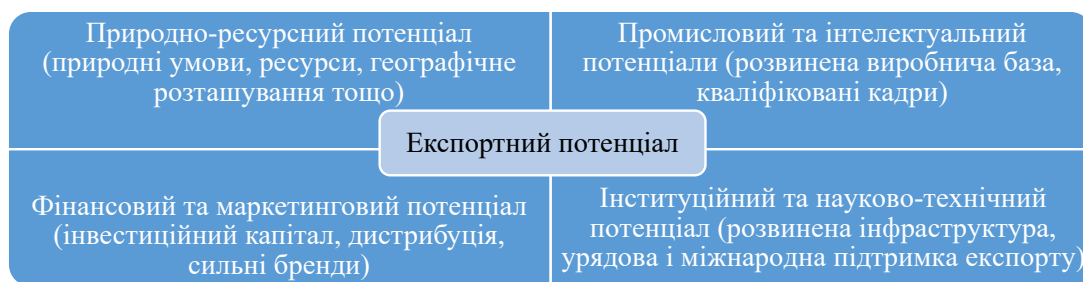 Природно-ресурсний потенціал
(природні умови, ресурси, географічне
розташування тощо)
Промисловий та інтелектуальний
потенціали (розвинена виробнича база,
кваліфіковані кадри)
Експортний потенціал
Фінансовий та маркетинговий потенціал
(інвестиційний капітал, дистрибуція,
сильні бренди)
Інституційний та науково-технічний
потенціал (розвинена інфраструктура,
урядова і міжнародна підтримка експорту)